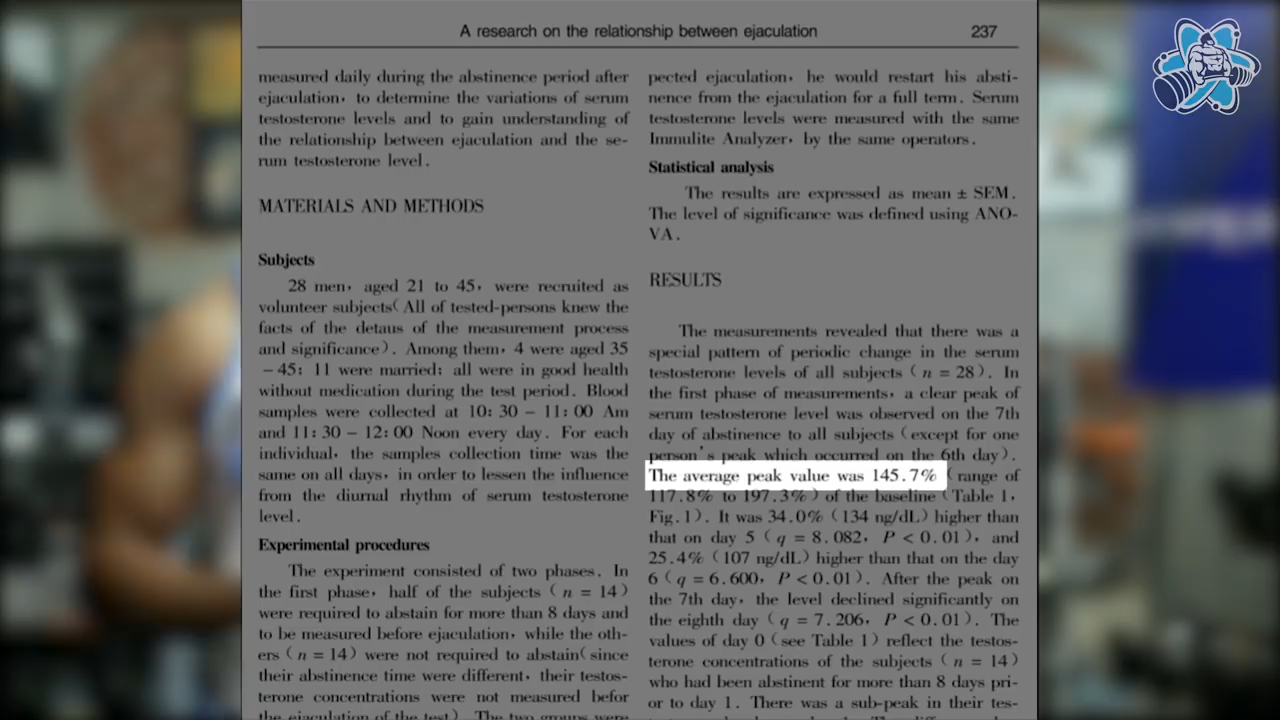 A research on the relationship between ejaculation 237
measured daily during the abstinence period after
ejaculation, to determine the variations of serum
testosterone levels and to gain understanding of
the relationship between ejaculation and the se-
rum testosterone level.
MATERIALS AND METHODS
Subjects
28 men, aged 21 to 45, were recruited as
volunteer subjects( All of tested-persons knew the
facts of the detaus of the measurement process
and significance). Among them, 4 were aged 35
- 45; 11 were married; all were in good health
without medication during the test period. Blood
samples were collected at 10: 30 - 11: 00 Am
and 11: 30 - 12: 00 Noon every day. For each
individual, the samples collection time was the
same on all days, in order to lessen the influence
from the diurnal rhythm of serum testosterone
level.
Experimental procedures
The experiment consisted of two phases. In
the first phase, half of the subjects ( n = 14)
were required to abstain for more than 8 days and
to be measured before ejaculation, while the oth-
ers ( n = 14) were not required to abstain( since
their abstinence time were different, their testos-
terone concentrations were not measured befor
the ejaculation of the test). The two groups were
pected ejaculation, he would restart his absti-
nence from the ejaculation for a full term. Serum
testosterone levels were measured with the same
Immulite Analyzer, by the same operators.
Statistical analysis
The results are expressed as mean ± SEM.
The level of significance was defined using ANO-
VA.
RESULTS
The measurements revealed that there was a
special pattern of periodic change in the serum
testosterone levels of all subjects ( n = 28). In
the first phase of measurements, a clear peak of
serum testosterone level was observed on the 7th
day of abstinence to all subjects (except for one
person's peak which occurred on the 6th day).
The average peak value was 145.7% (range of
117.8% to 197.3%) of the baseline (Table 1,
Fig.1). It was 34.0% (134 ng/dL) higher than
that on day 5 ( q = 8.082, P < 0.01), and
25.4% (107 ng/dL) higher than that on the day
6 ( q = 6.600, P < 0.01). After the peak on
the 7th day, the level declined significantly on
the eighth day ( q = 7.206, P < 0.01). The
values of day 0 (see Table 1) reflect the testos-
terone concentrations of the subjects ( n = 14)
who had been abstinent for more than 8 days pri-
or to day 1. There was a sub-peak in their tes-